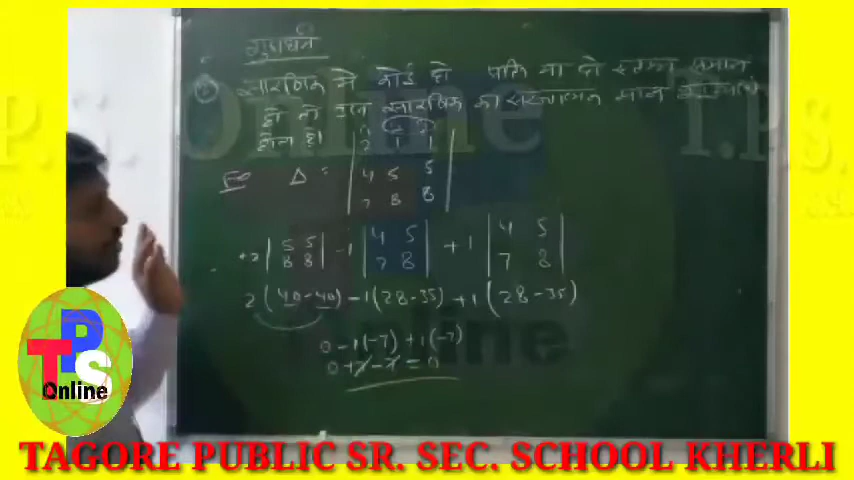 गुणधर्म
सारणिक में कोई दो पंक्ति या दो स्तम्भ समान
हो तो उस सारणिक का मान
होता है।
2 1 1
Eg Δ = 4 5 5
7 8 8
+2 | 5 5 | -1 | 4 5 | +1 | 4 5 |
| 8 8 | | 7 8 | | 7 8 |
2 (40-40) -1(28-35) +1 (28-35)
0 -1(-7) +1(-7)
0 +7 -7 = 0
TPS
Online
TAGORE PUBLIC SR. SEC. SCHOOL KHERLI